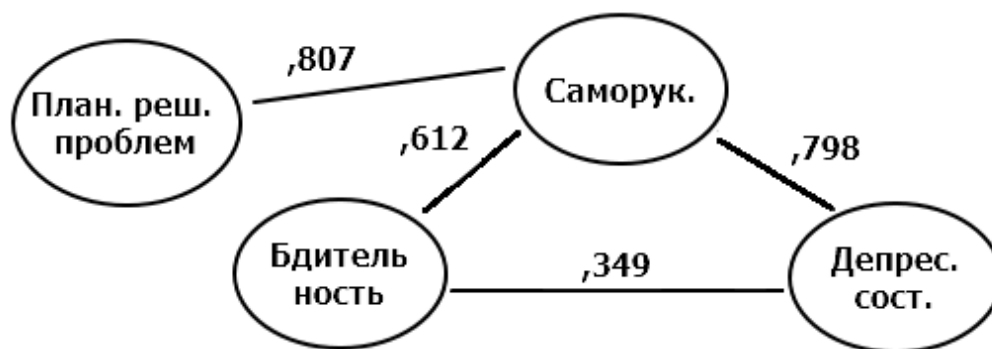 ,807
Саморук.
План. реш.
проблем
,612
,798
Бдитель
ность
,349
Депрес.
сост.